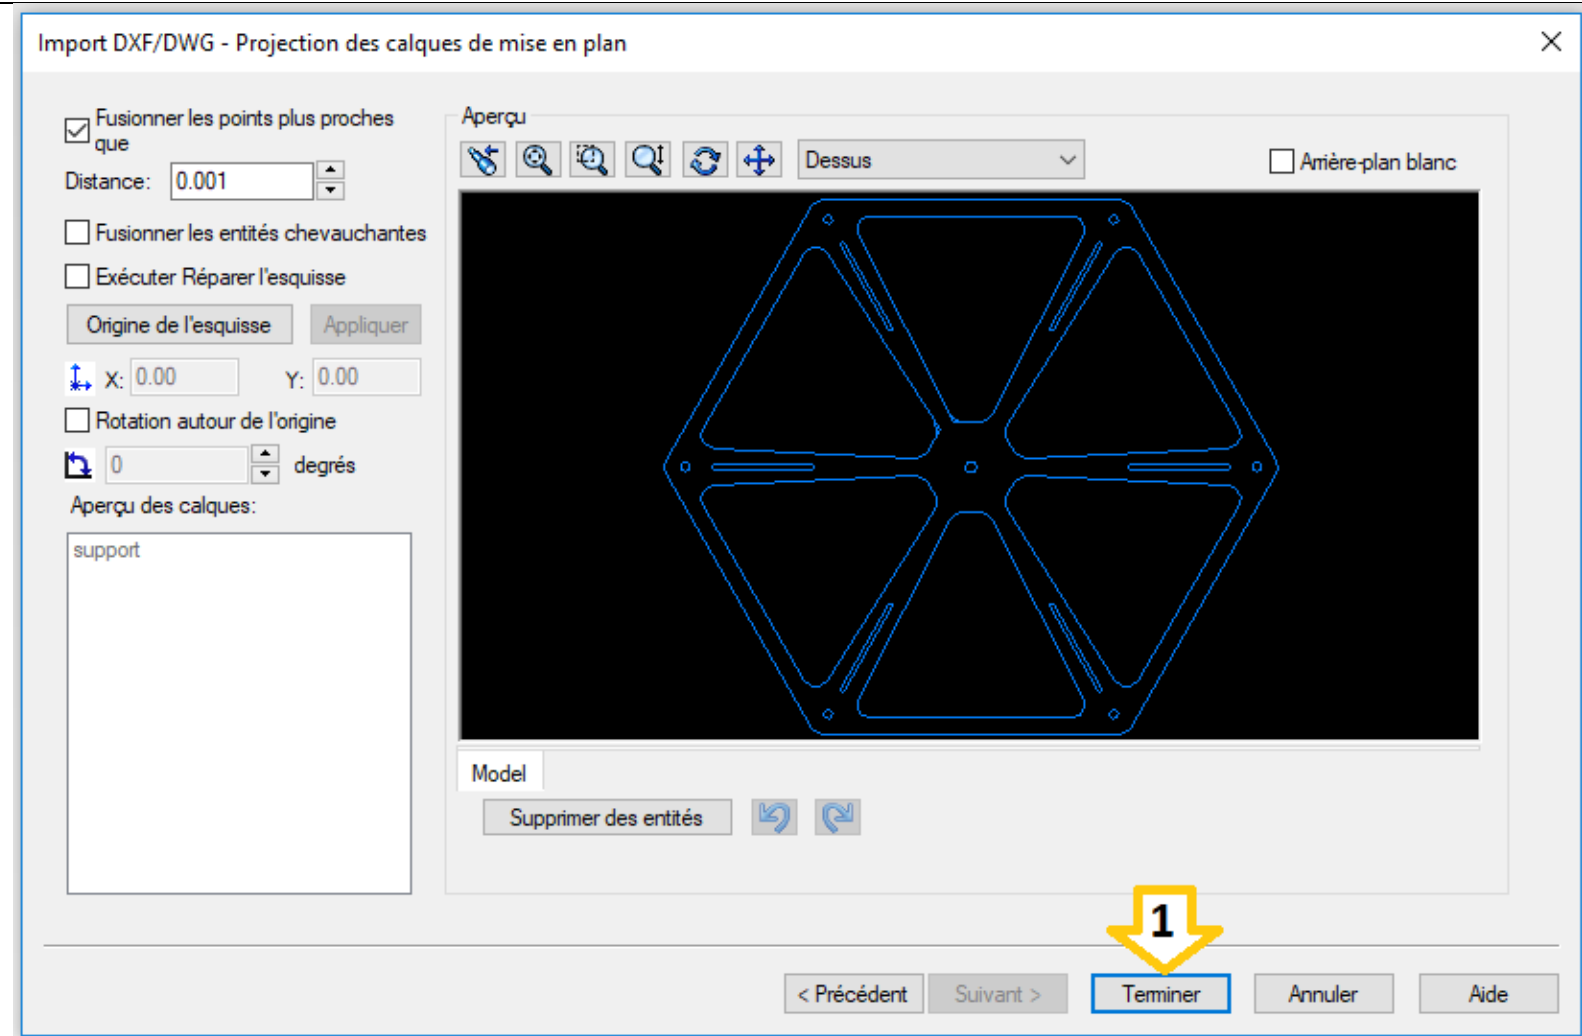 Import DXF/DWG - Projection des calques de mise en plan
Fusionner les points plus proches
que
Distance: 0.001
Fusionner les entités chevauchantes
Exécuter Réparer l'esquisse
Origine de l'esquisse Appliquer
X: 0.00 Y: 0.00
Rotation autour de l'origine
0 degrés
Aperçu des calques:
support
Aperçu
Dessus
Arrière-plan blanc
Model
Supprimer des entités
1
< Précédent Suivant > Terminer Annuler Aide